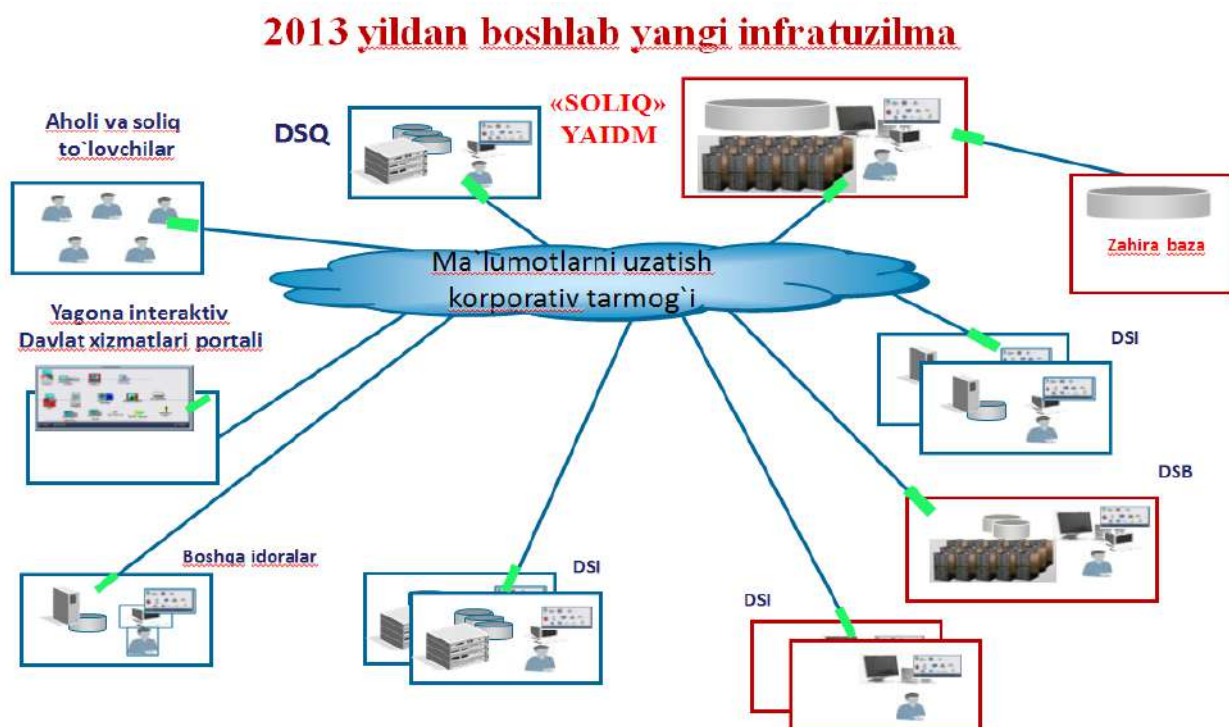 2013 yildan boshlab yangi infratuzilma
Aholi va soliq
to`lovchilar
DSQ
«SOLIQ»
YAIDM
Zahira baza
Ma`lumotlarni uzatish
korporativ tarmog`i
Yagona interaktiv
Davlat xizmatlari portali
DSI
DSB
Boshqa idoralar
DSI
DSI